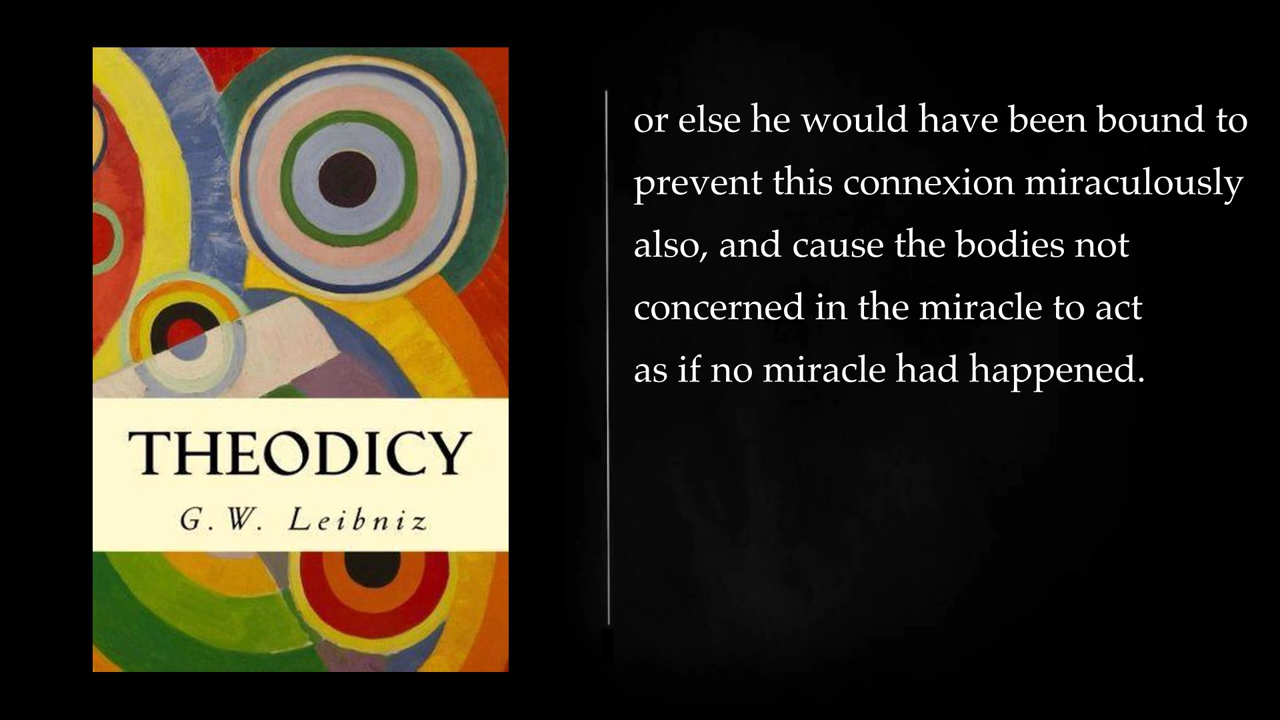 THEODICY
G. W. Leibniz
or else he would have been bound to
prevent this connexion miraculously
also, and cause the bodies not
concerned in the miracle to act
as if no miracle had happened.